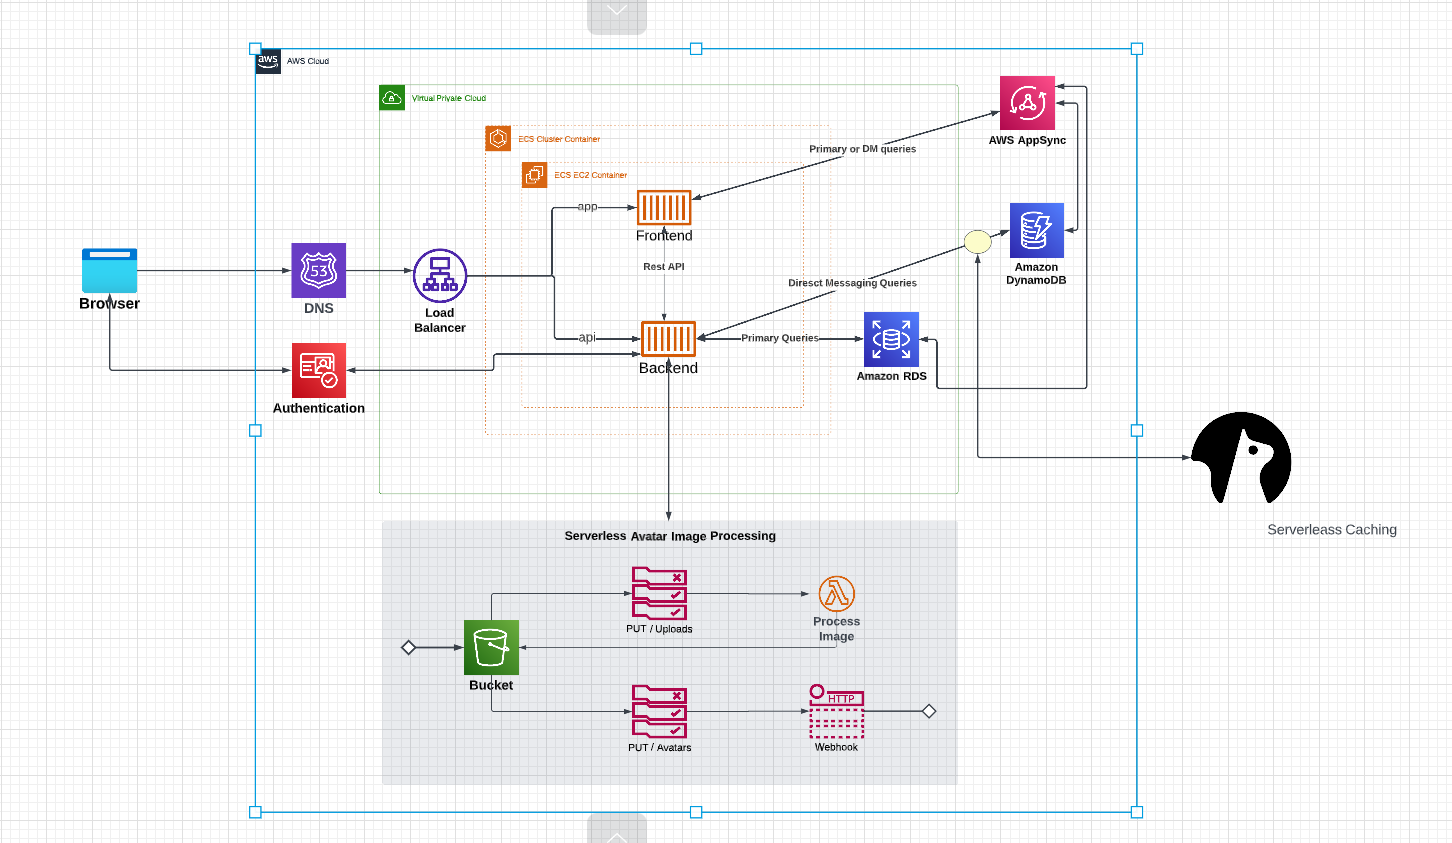 aws
AWS Cloud
Virtual Private Cloud
ECS Cluster Container
ECS EC2 Container
Primary or DM queries
AWS AppSync
app
Frontend
Rest API
53
Browser
DNS
Load
Balancer
Diresct Messaging Queries
Amazon
DynamoDB
api
Backend
Primary Queries
Amazon RDS
Authentication
Serverleass Caching
Serverless Avatar Image Processing
PUT / Uploads
Process
Image
Bucket
PUT / Avatars
HTTP
Webhook